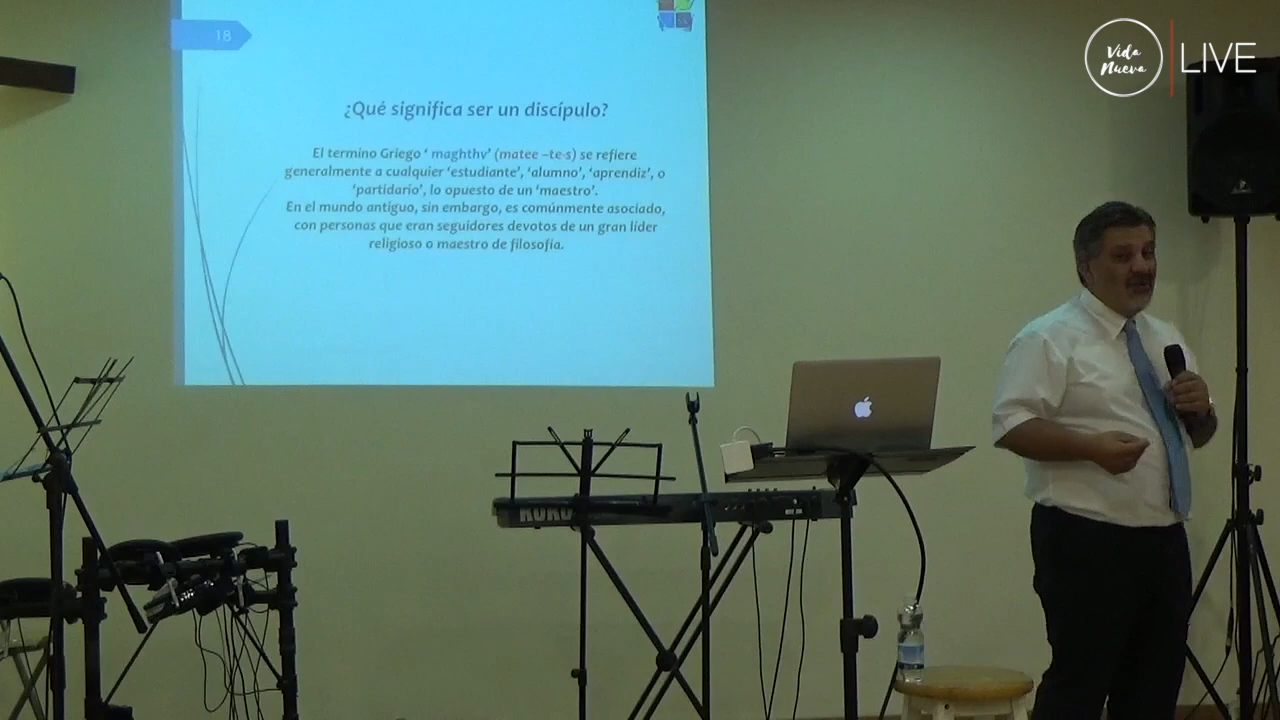 18
¿Qué significa ser un discípulo?
El termino Griego ‘ maghthv’ (matee –te-s) se refiere
generalmente a cualquier ‘estudiante’, ‘alumno’, ‘aprendiz’, o
‘partidario’, lo opuesto de un ‘maestro’.
En el mundo antiguo, sin embargo, es comúnmente asociado,
con personas que eran seguidores devotos de un gran líder
religioso o maestro de filosofía.
Vida
Nueva
LIVE
KORG